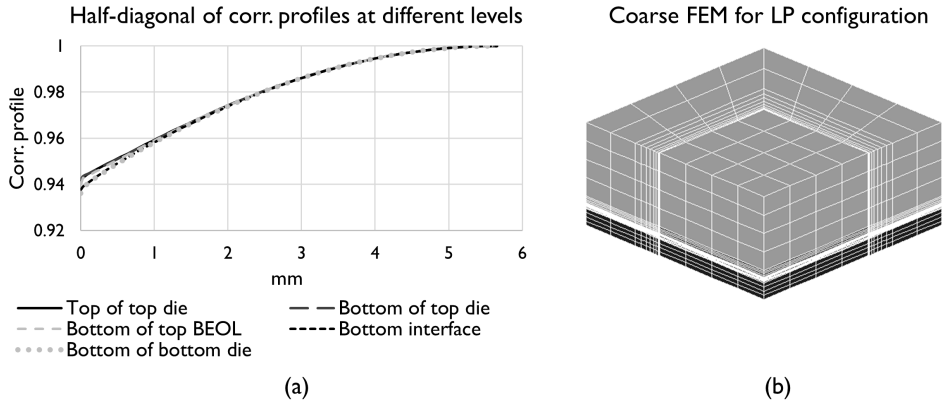 Half-diagonal of corr. profiles at different levels
Coarse FEM for LP configuration
1
0.98
0.96
0.94
0.92
Corr. profile
0 1 2 3 4 5 6
mm
Top of top die
Bottom of top die
Bottom of top BEOL
Bottom interface
Bottom of bottom die
(a)
(b)